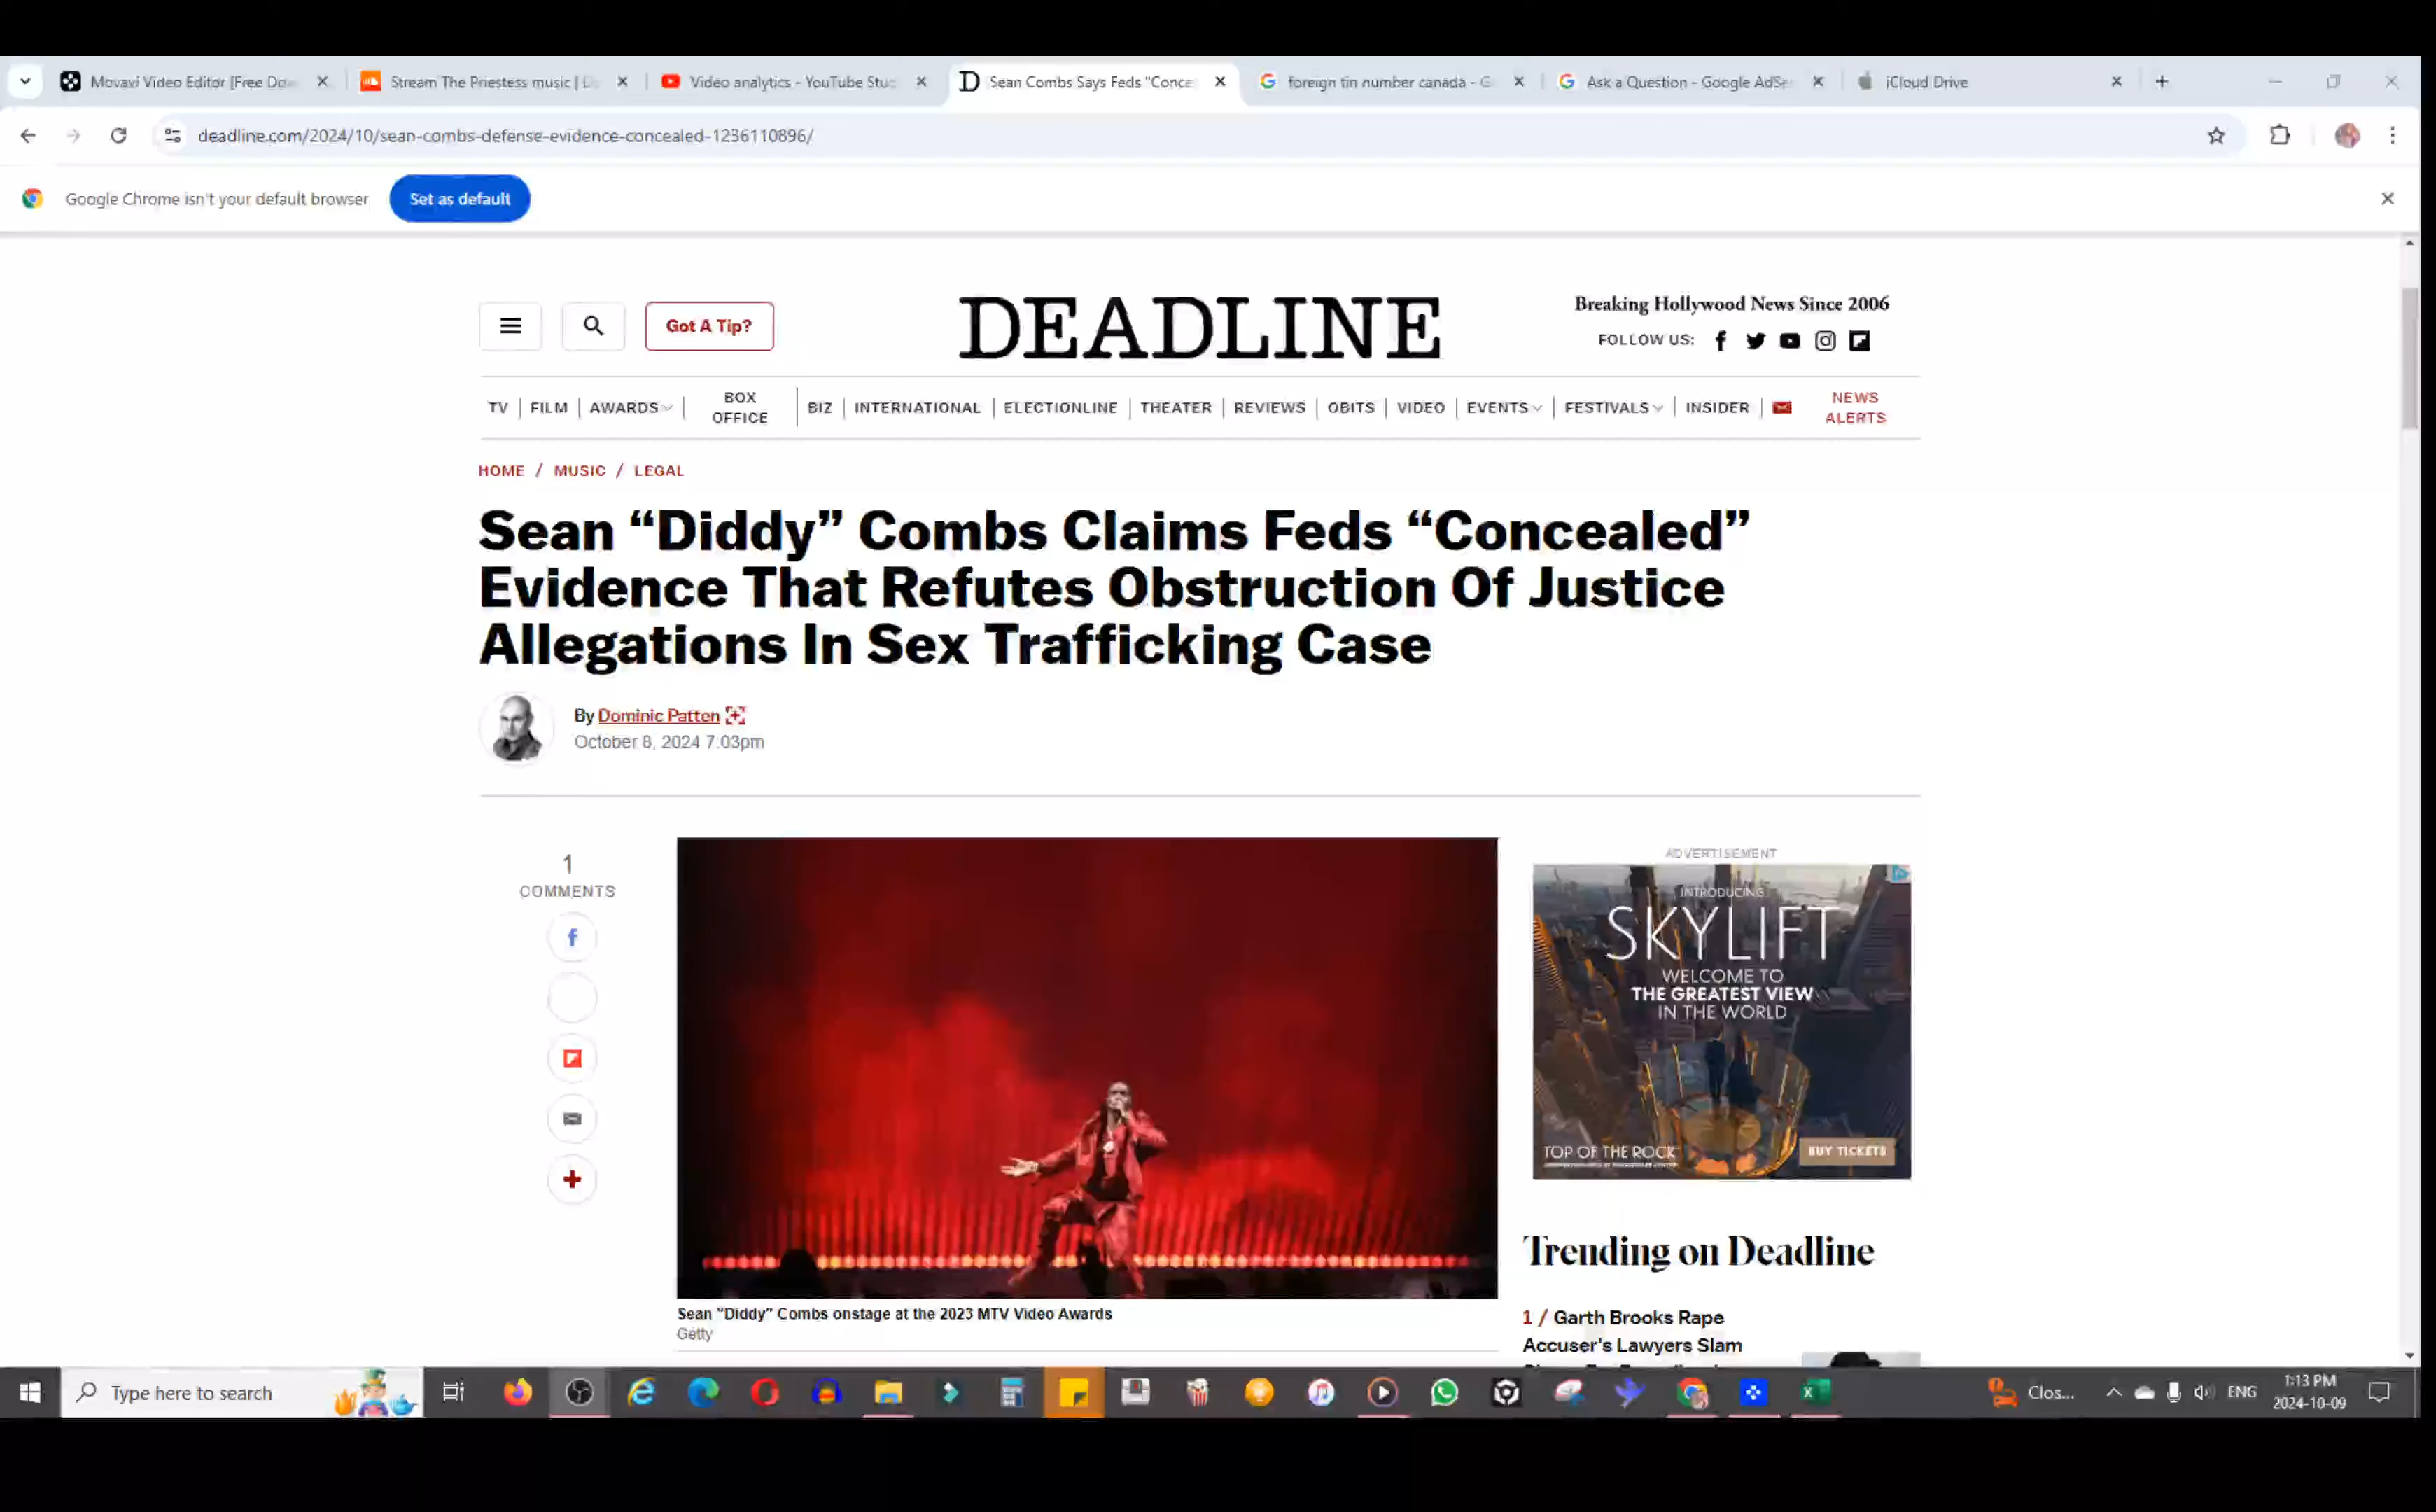 Movavi Video Editor [Free Dow
Stream The Priestess music | D
Video analytics - YouTube Stud
Sean Combs Says Feds "Conce
foreign tin number canada - G
Ask a Question - Google AdSe
iCloud Drive
deadline.com/2024/10/sean-combs-defense-evidence-concealed-1236110896/
Google Chrome isn't your default browser
Set as default
Got A Tip?
DEADLINE
Breaking Hollywood News Since 2006
FOLLOW US:
TV | FILM | AWARDS | BOX OFFICE | BIZ | INTERNATIONAL | ELECTIONLINE | THEATER | REVIEWS | OBITS | VIDEO | EVENTS | FESTIVALS | INSIDER | NEWS ALERTS
HOME / MUSIC / LEGAL
Sean “Diddy” Combs Claims Feds “Concealed”
Evidence That Refutes Obstruction Of Justice
Allegations In Sex Trafficking Case
By Dominic Patten
October 8, 2024 7:03pm
1
COMMENTS
ADVERTISEMENT
INTRODUCING
SKYLIFT
WELCOME TO
THE GREATEST VIEW
IN THE WORLD
TOP OF THE ROCK
BUY TICKETS
Sean “Diddy” Combs onstage at the 2023 MTV Video Awards
Getty
Trending on Deadline
1 / Garth Brooks Rape
Accuser's Lawyers Slam
Type here to search
Clos...
ENG
1:13 PM
2024-10-09